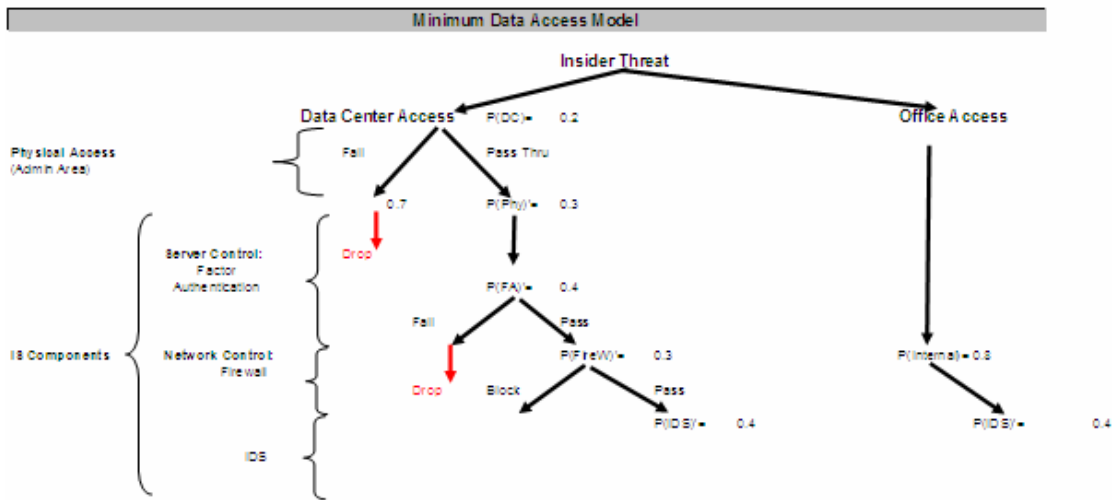 Minimum Data Access Model
Insider Threat
Data Center Access P(DC)= 0.2 Office Access
Physical Access
(Admin Area)
Fail Pass Thru
0.7 P(Phy)'= 0.3
Server Control:
Factor
Authentication
Drop
P(FA)'= 0.4
Fail Pass
IS Components
Network Control:
Firewall
P(FireW)'= 0.3 P(Internal)= 0.8
Drop Block Pass
P(IDS)'= 0.4 P(IDS)'= 0.4
IDS